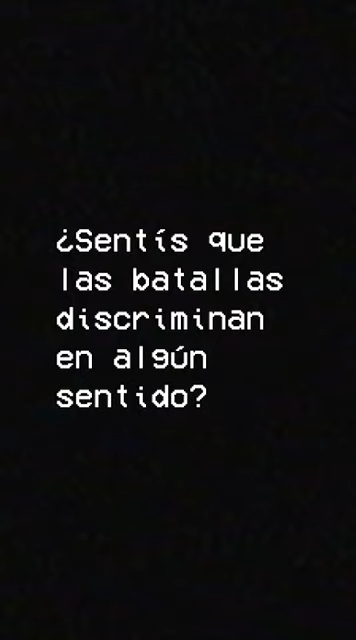 ¿Sentís que
las batallas
discriminan
en algún
sentido?